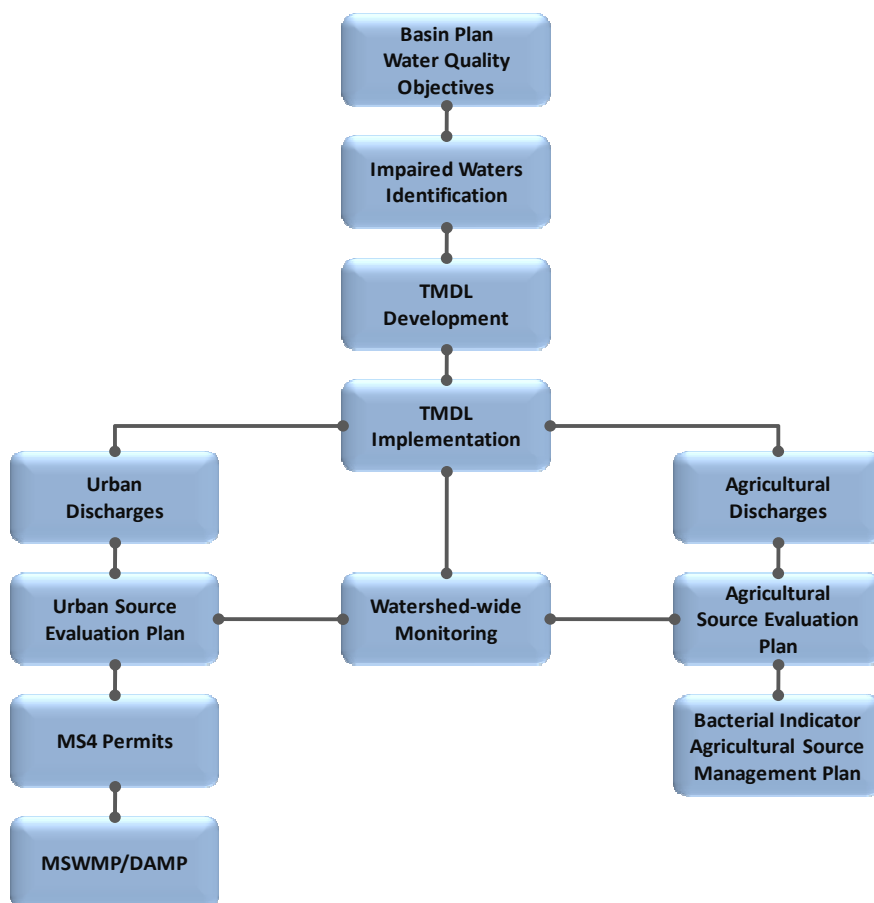 Basin Plan
Water Quality
Objectives
Impaired Waters
Identification
TMDL
Development
TMDL
Implementation
Urban
Discharges
Agricultural
Discharges
Urban Source
Evaluation Plan
Watershed-wide
Monitoring
Agricultural
Source Evaluation
Plan
MS4 Permits
Bacterial Indicator
Agricultural Source
Management Plan
MSWMP/DAMP